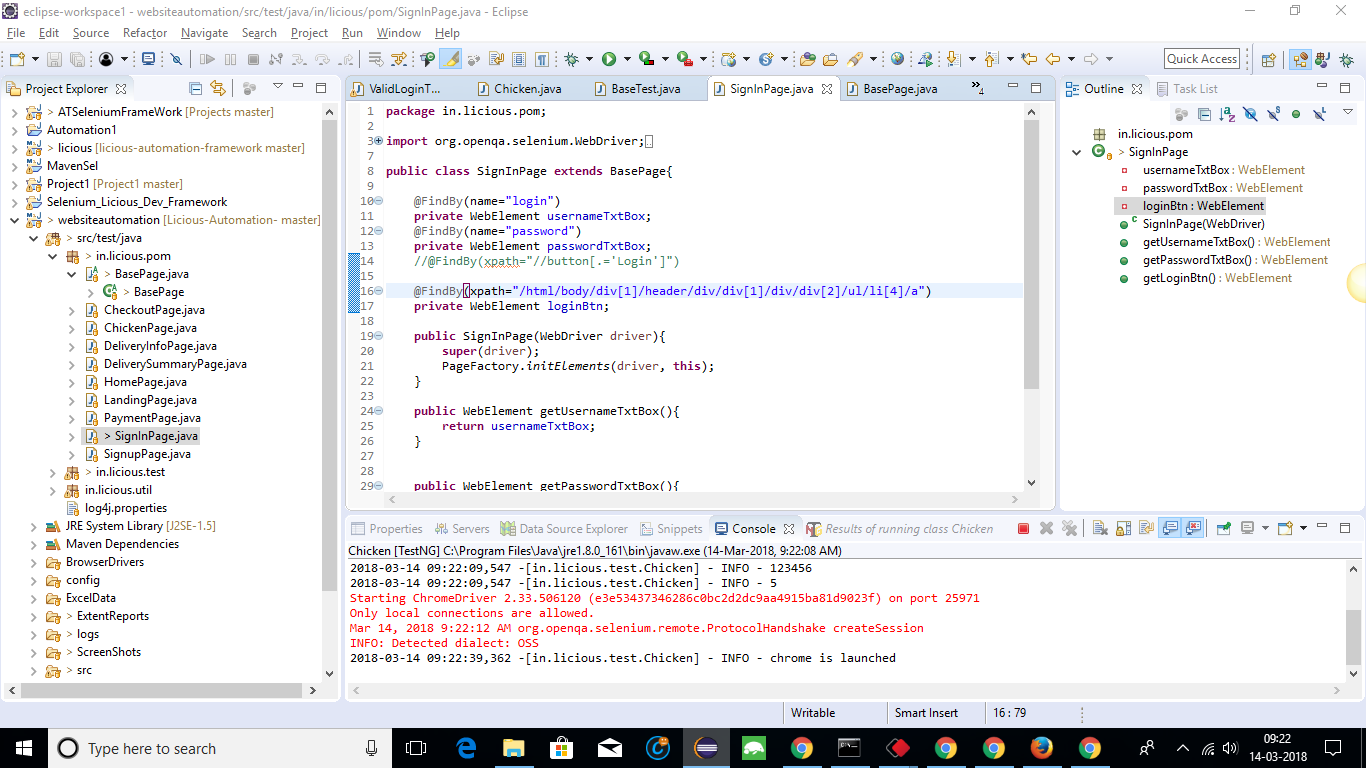 eclipse-workspace1 - websiteautomation/src/test/java/in/licious/pom/SignInPage.java - Eclipse
File Edit Source Refactor Navigate Search Project Run Window Help
Quick Access
Project Explorer
> ATSeleniumFrameWork [Projects master]
Automation1
> licious [licious-automation-framework master]
MavenSel
Project1 [Project1 master]
Selenium_Licious_Dev_Framework
> websiteautomation [Licious-Automation- master]
> src/test/java
> in.licious.pom
> BasePage.java
> BasePage
CheckoutPage.java
ChickenPage.java
DeliveryInfoPage.java
DeliverySummaryPage.java
HomePage.java
LandingPage.java
PaymentPage.java
> SignInPage.java
SignupPage.java
> in.licious.test
in.licious.util
log4j.properties
JRE System Library [J2SE-1.5]
Maven Dependencies
BrowserDrivers
config
ExcelData
> ExtentReports
> logs
> ScreenShots
> src
ValidLoginT... Chicken.java BaseTest.java SignInPage.java BasePage.java »4
1 package in.licious.pom;
2
3 import org.openqa.selenium.WebDriver;
7
8 public class SignInPage extends BasePage{
9
10 @FindBy(name="login")
11 private WebElement usernameTxtBox;
12 @FindBy(name="password")
13 private WebElement passwordTxtBox;
14 //@FindBy(xpath="//button[.='Login']")
15
16 @FindBy(xpath="/html/body/div[1]/header/div/div[1]/div/div[2]/ul/li[4]/a")
17 private WebElement loginBtn;
18
19 public SignInPage(WebDriver driver){
20 super(driver);
21 PageFactory.initElements(driver, this);
22 }
23
24 public WebElement getUsernameTxtBox(){
25 return usernameTxtBox;
26 }
27
28
29 public WebElement getPasswordTxtBox(){
Outline Task List
in.licious.pom
> SignInPage
usernameTxtBox : WebElement
passwordTxtBox : WebElement
loginBtn : WebElement
SignInPage(WebDriver)
getUsernameTxtBox() : WebElement
getPasswordTxtBox() : WebElement
getLoginBtn() : WebElement
Properties Servers Data Source Explorer Snippets Console Results of running class Chicken
Chicken [TestNG] C:\Program Files\Java\jre1.8.0_161\bin\javaw.exe (14-Mar-2018, 9:22:08 AM)
2018-03-14 09:22:09,547 -[in.licious.test.Chicken] - INFO - 123456
2018-03-14 09:22:09,547 -[in.licious.test.Chicken] - INFO - 5
Starting ChromeDriver 2.33.506120 (e3e53437346286c0bc2d2dc9aa4915ba81d9023f) on port 25971
Only local connections are allowed.
Mar 14, 2018 9:22:12 AM org.openqa.selenium.remote.ProtocolHandshake createSession
INFO: Detected dialect: OSS
2018-03-14 09:22:39,362 -[in.licious.test.Chicken] - INFO - chrome is launched
Writable Smart Insert 16 : 79
Type here to search
09:22
14-03-2018